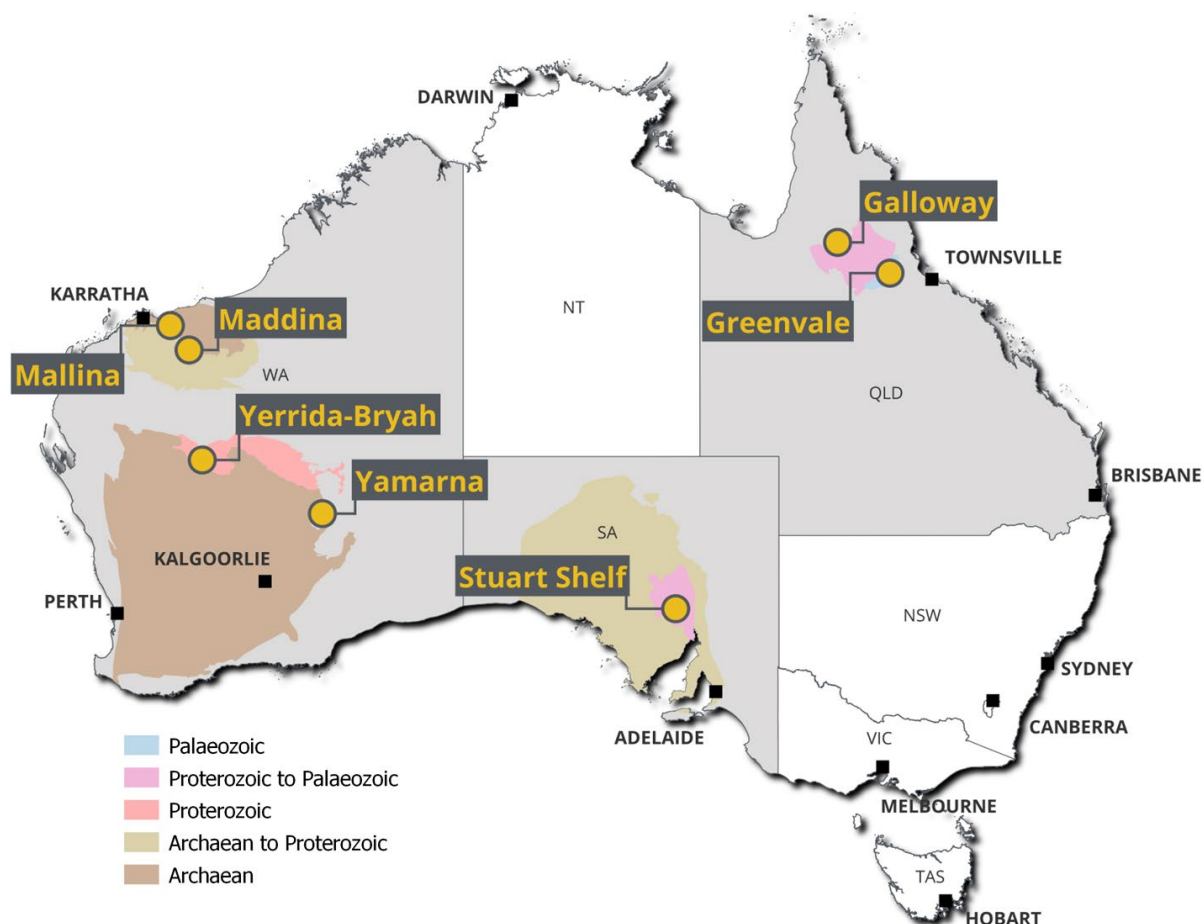 DARWIN
Galloway
TOWNSVILLE
KARRATHA
Maddina
NT
Greenvale
Mallina
WA
QLD
Yerrida-Bryah
Yamarna
BRISBANE
SA
KALGOORLIE
Stuart Shelf
PERTH
NSW
SYDNEY
CANBERRA
ADELAIDE
VIC
Palaeozoic
Proterozoic to Palaeozoic
MELBOURNE
Proterozoic
Archaean to Proterozoic
Archaean
TAS
HOBART